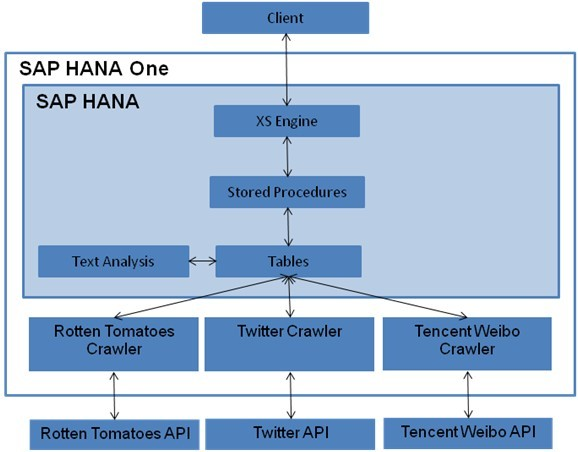 Client
SAP HANA One
SAP HANA
XS Engine
Stored Procedures
Text Analysis
Tables
Rotten Tomatoes
Crawler
Twitter Crawler
Tencent Weibo
Crawler
Rotten Tomatoes API
Twitter API
Tencent Weibo API